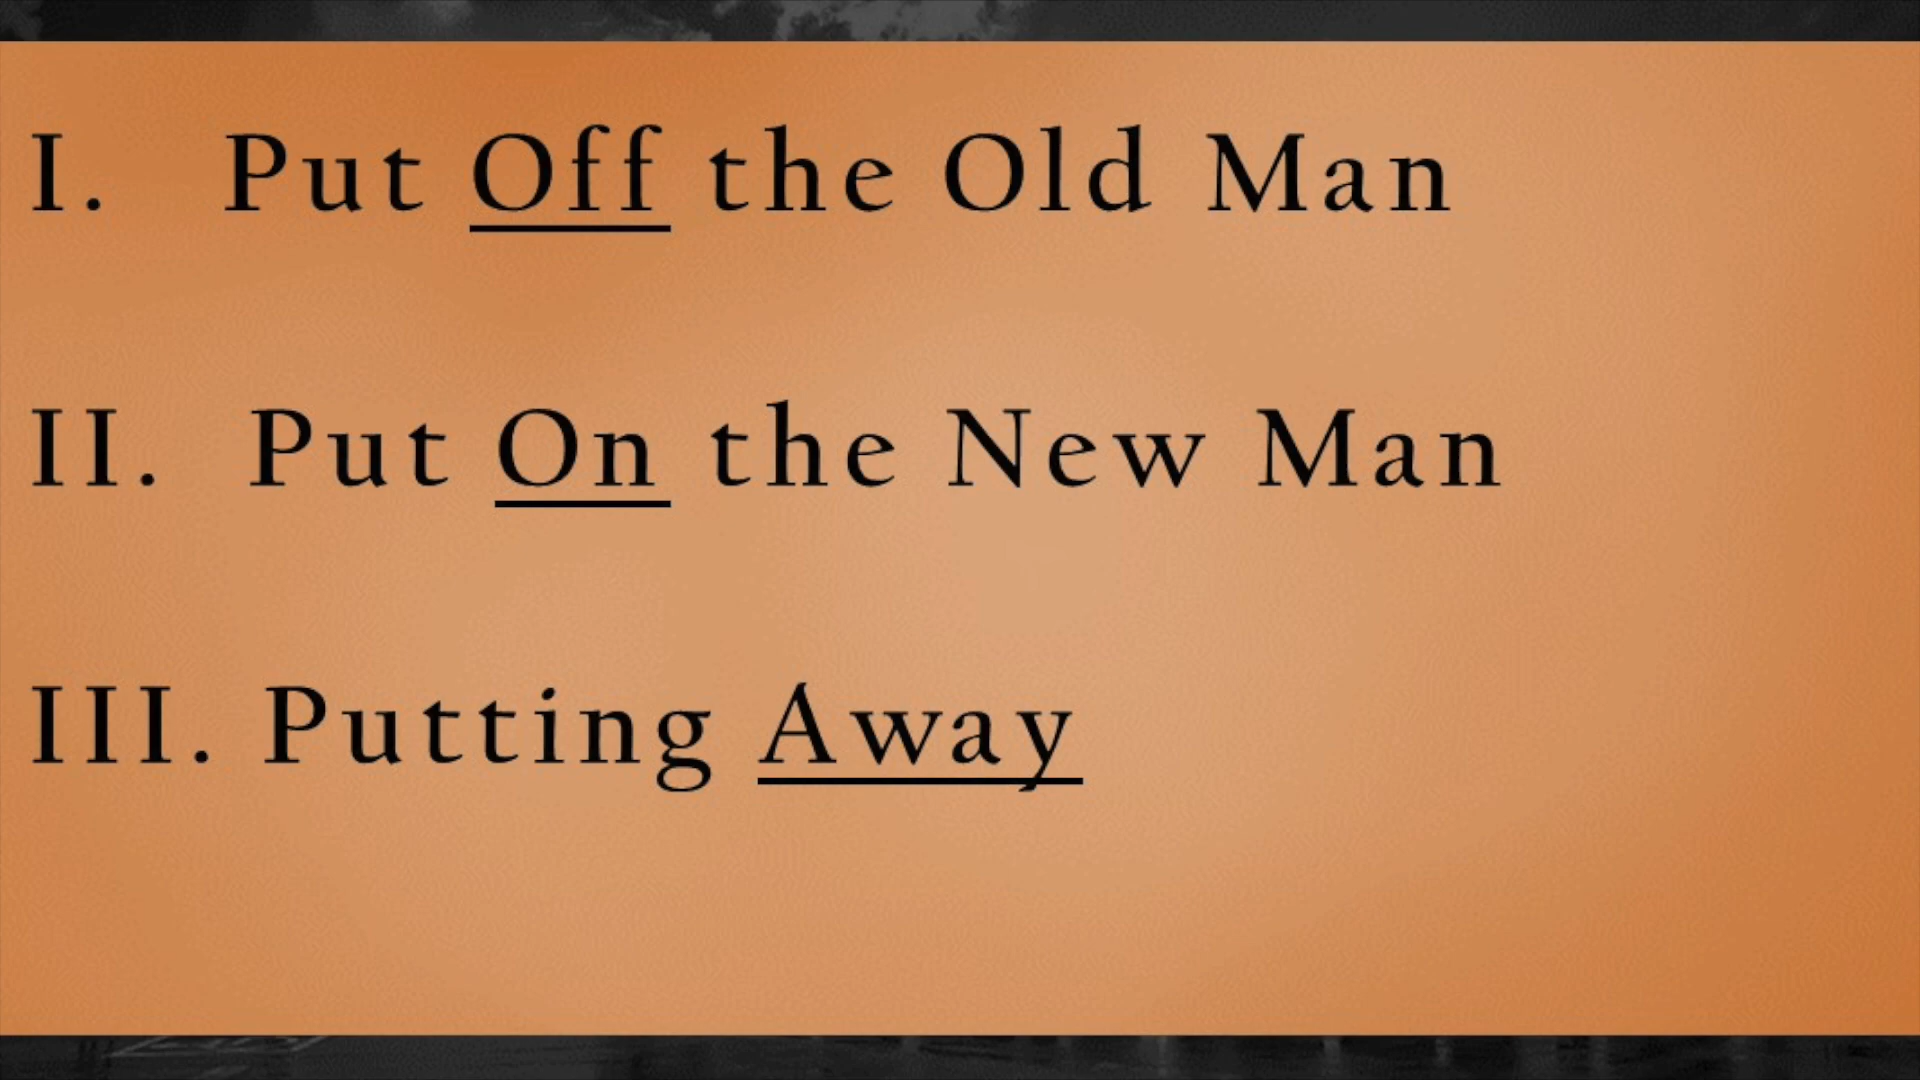 I. Put Off the Old Man
II. Put On the New Man
III. Putting Away